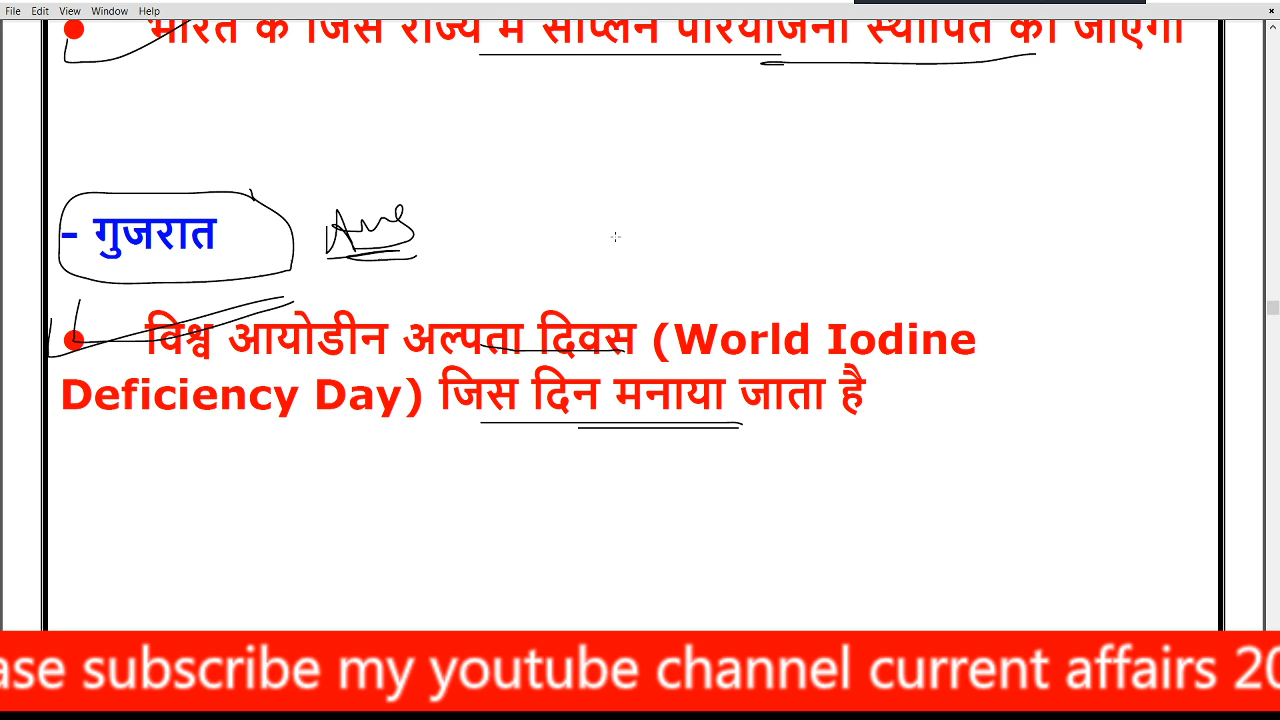 File Edit View Window Help
भारत के जिस राज्य में सीप्लेन परियोजना स्थापित की जाएगी
- गुजरात Ans
विश्व आयोडीन अल्पता दिवस (World Iodine
Deficiency Day) जिस दिन मनाया जाता है
ase subscribe my youtube channel current affairs 20